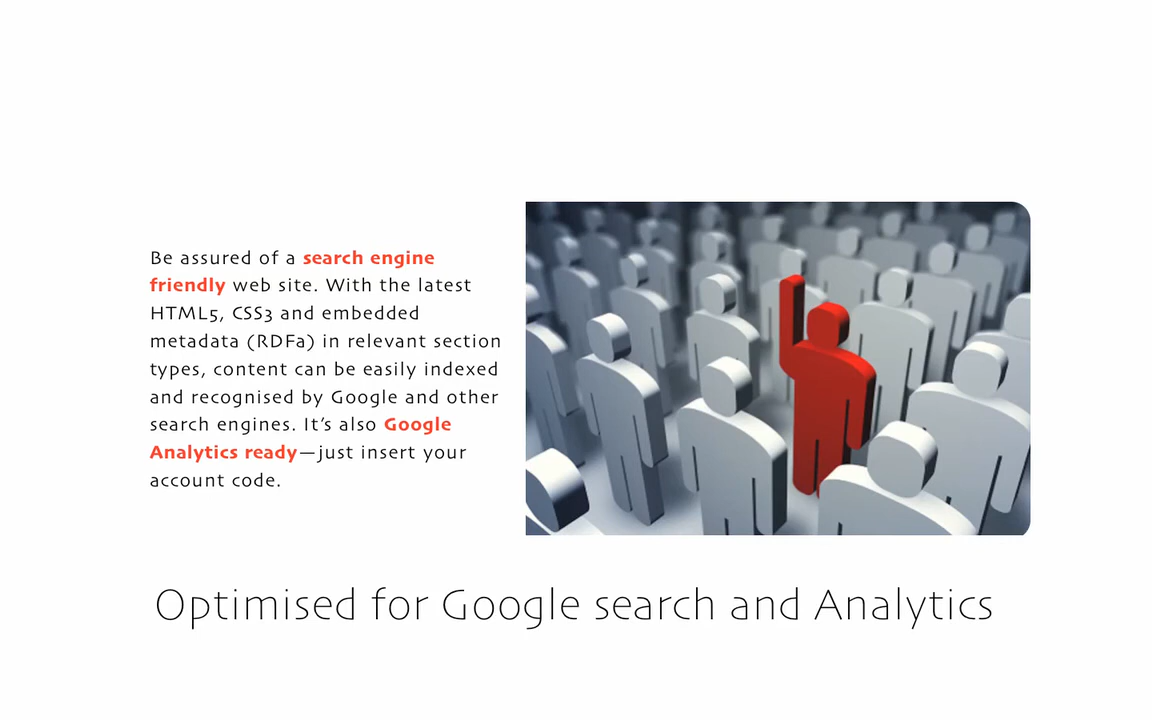 Be assured of a search engine
friendly web site. With the latest
HTML5, CSS3 and embedded
metadata (RDFa) in relevant section
types, content can be easily indexed
and recognised by Google and other
search engines. It’s also Google
Analytics ready—just insert your
account code.
Optimised for Google search and Analytics